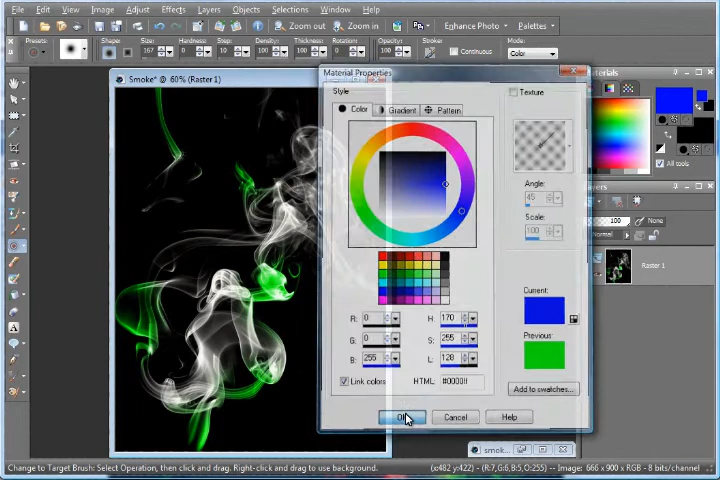 File Edit View Image Adjust Effects Layers Objects Selections Window Help
Zoom out Zoom in Enhance Photo Palettes
Presets: Shape: Size: Hardness: Step: Density: Thickness: Rotation: Opacity: Stroke: Mode:
167 0 10 100 100 0 100 Continuous Color
Smoke* @ 60% (Raster 1)
Material Properties
Style
Color Gradient Pattern
Texture
Angle:
45
Scale:
100
Current:
Previous:
R: 0 H: 170
G: 0 S: 255
B: 255 L: 128
Link colors HTML: #0000ff
Add to swatches...
OK Cancel Help
Materials
All tools
Layers
100 None
Normal
Raster 1
smok...
Change to Target Brush: Select Operation, then click and drag. Right-click and drag to use background.
(x:482 y:422) -- (R:7,G:6,B:5,O:255) -- Image: 666 x 900 x RGB - 8 bits/channel